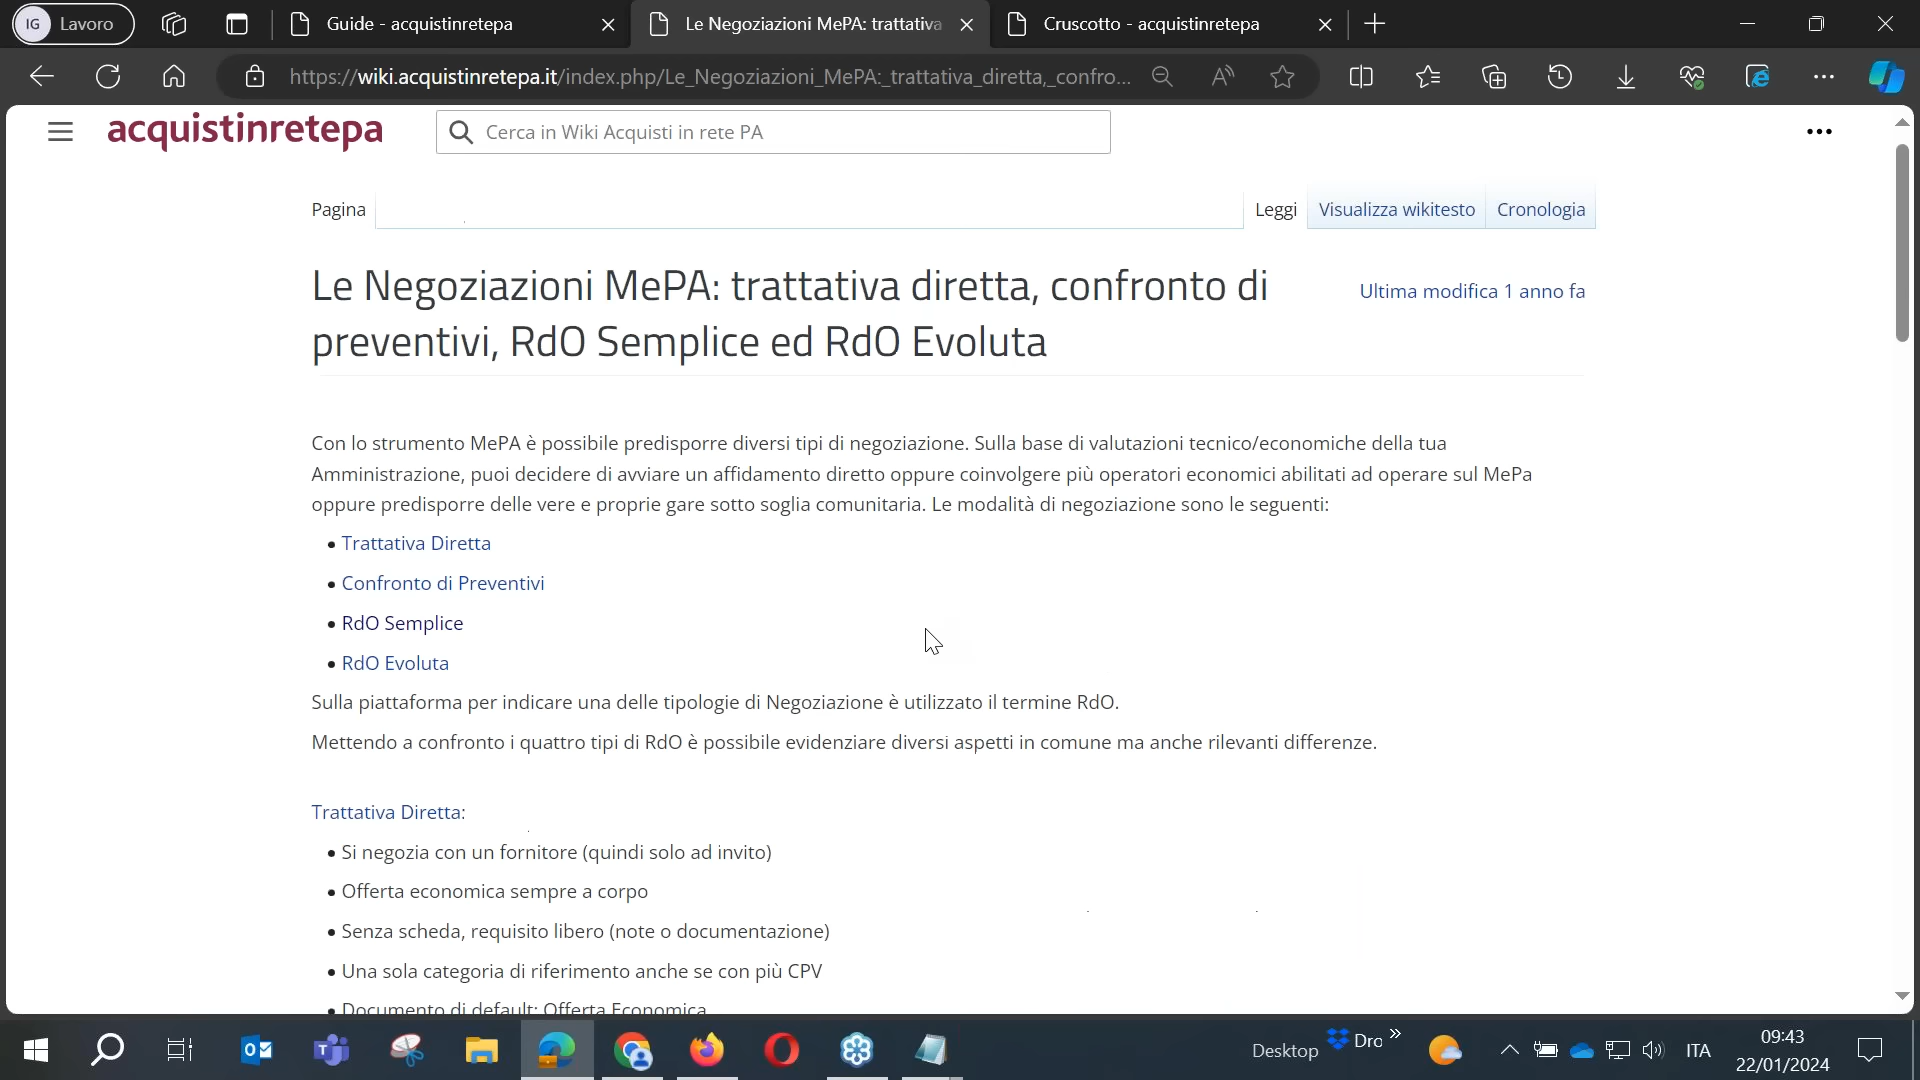 IG Lavoro
Guide - acquistinretepa
Le Negoziazioni MePA: trattativa
Cruscotto - acquistinretepa
https://wiki.acquistinretepa.it/index.php/Le_Negoziazioni_MePA:_trattativa_diretta,_confro...
acquistinretepa
Cerca in Wiki Acquisti in rete PA
Pagina
Leggi
Visualizza wikitesto
Cronologia
Le Negoziazioni MePA: trattativa diretta, confronto di
preventivi, RdO Semplice ed RdO Evoluta
Ultima modifica 1 anno fa
Con lo strumento MePA è possibile predisporre diversi tipi di negoziazione. Sulla base di valutazioni tecnico/economiche della tua
Amministrazione, puoi decidere di avviare un affidamento diretto oppure coinvolgere più operatori economici abilitati ad operare sul MePa
oppure predisporre delle vere e proprie gare sotto soglia comunitaria. Le modalità di negoziazione sono le seguenti:
• Trattativa Diretta
• Confronto di Preventivi
• RdO Semplice
• RdO Evoluta
Sulla piattaforma per indicare una delle tipologie di Negoziazione è utilizzato il termine RdO.
Mettendo a confronto i quattro tipi di RdO è possibile evidenziare diversi aspetti in comune ma anche rilevanti differenze.
Trattativa Diretta:
• Si negozia con un fornitore (quindi solo ad invito)
• Offerta economica sempre a corpo
• Senza scheda, requisito libero (note o documentazione)
• Una sola categoria di riferimento anche se con più CPV
• Documento di default: Offerta Economica
Desktop
Dro
ITA
09:43
22/01/2024